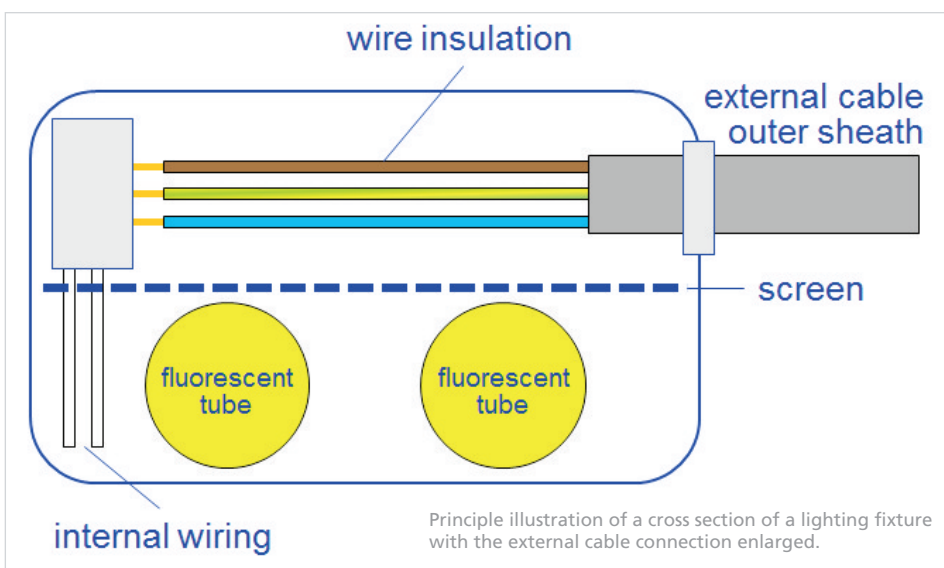 wire insulation
external cable
outer sheath
screen
fluorescent
tube
fluorescent
tube
internal wiring
Principle illustration of a cross section of a lighting fixture
with the external cable connection enlarged.